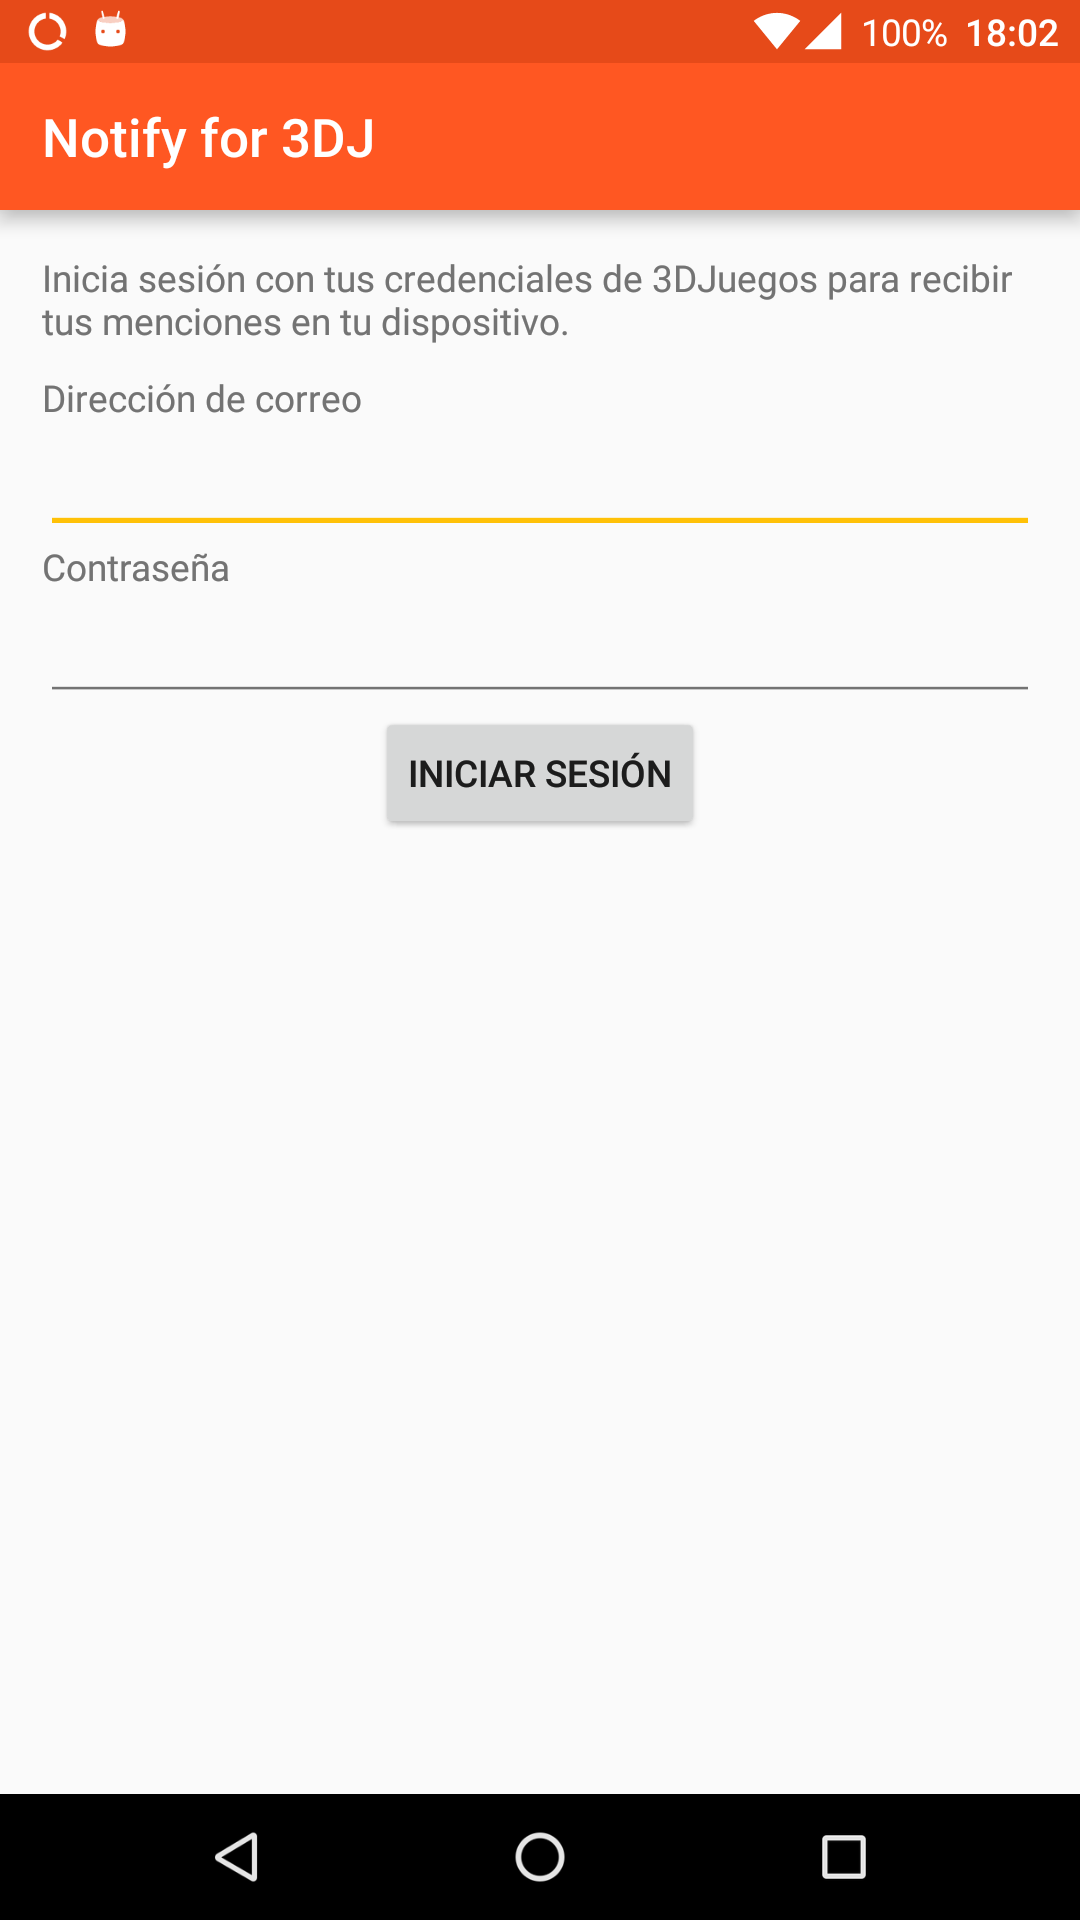 100% 18:02
Notify for 3DJ
Inicia sesión con tus credenciales de 3DJuegos para recibir
tus menciones en tu dispositivo.
Dirección de correo
Contraseña
INICIAR SESIÓN